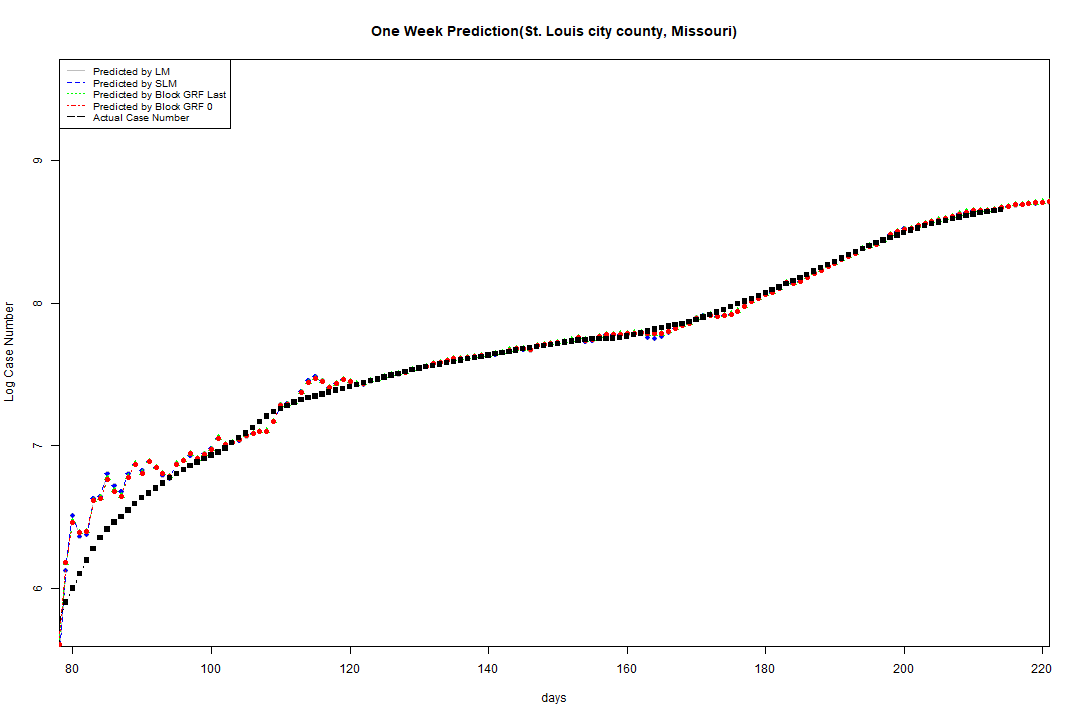 One Week Prediction(St. Louis city county, Missouri)
Predicted by LM
Predicted by SLM
Predicted by Block GRF Last
Predicted by Block GRF 0
Actual Case Number
9
8
7
6
Log Case Number
80 100 120 140 160 180 200 220
days